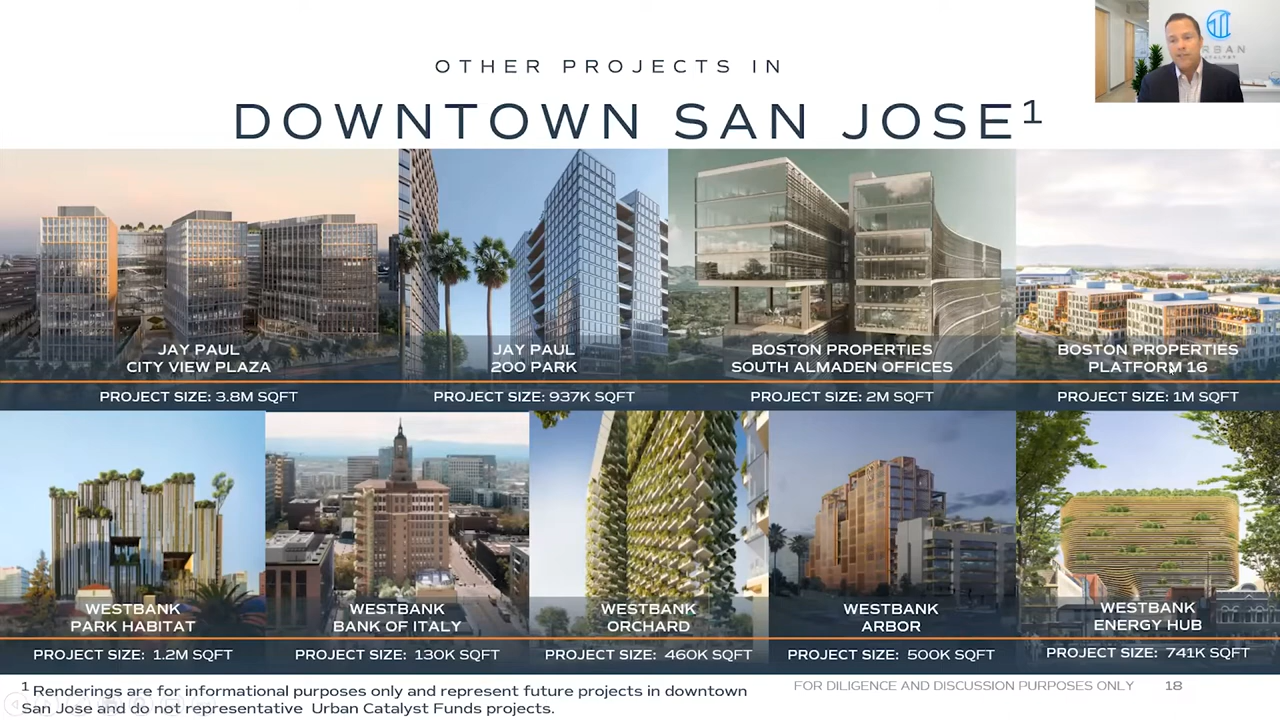 OTHER PROJECTS IN
DOWNTOWN SAN JOSE¹
JAY PAUL
CITY VIEW PLAZA
JAY PAUL
200 PARK
BOSTON PROPERTIES
SOUTH ALMADEN OFFICES
BOSTON PROPERTIES
PLATFORM 16
PROJECT SIZE: 3.8M SQFT
PROJECT SIZE: 937K SQFT
PROJECT SIZE: 2M SQFT
PROJECT SIZE: 1M SQFT
WESTBANK
PARK HABITAT
WESTBANK
BANK OF ITALY
WESTBANK
ORCHARD
WESTBANK
ARBOR
WESTBANK
ENERGY HUB
PROJECT SIZE: 1.2M SQFT
PROJECT SIZE: 130K SQFT
PROJECT SIZE: 460K SQFT
PROJECT SIZE: 500K SQFT
PROJECT SIZE: 741K SQFT
¹ Renderings are for informational purposes only and represent future projects in downtown
San Jose and do not representative Urban Catalyst Funds projects.
FOR DILIGENCE AND DISCUSSION PURPOSES ONLY 18